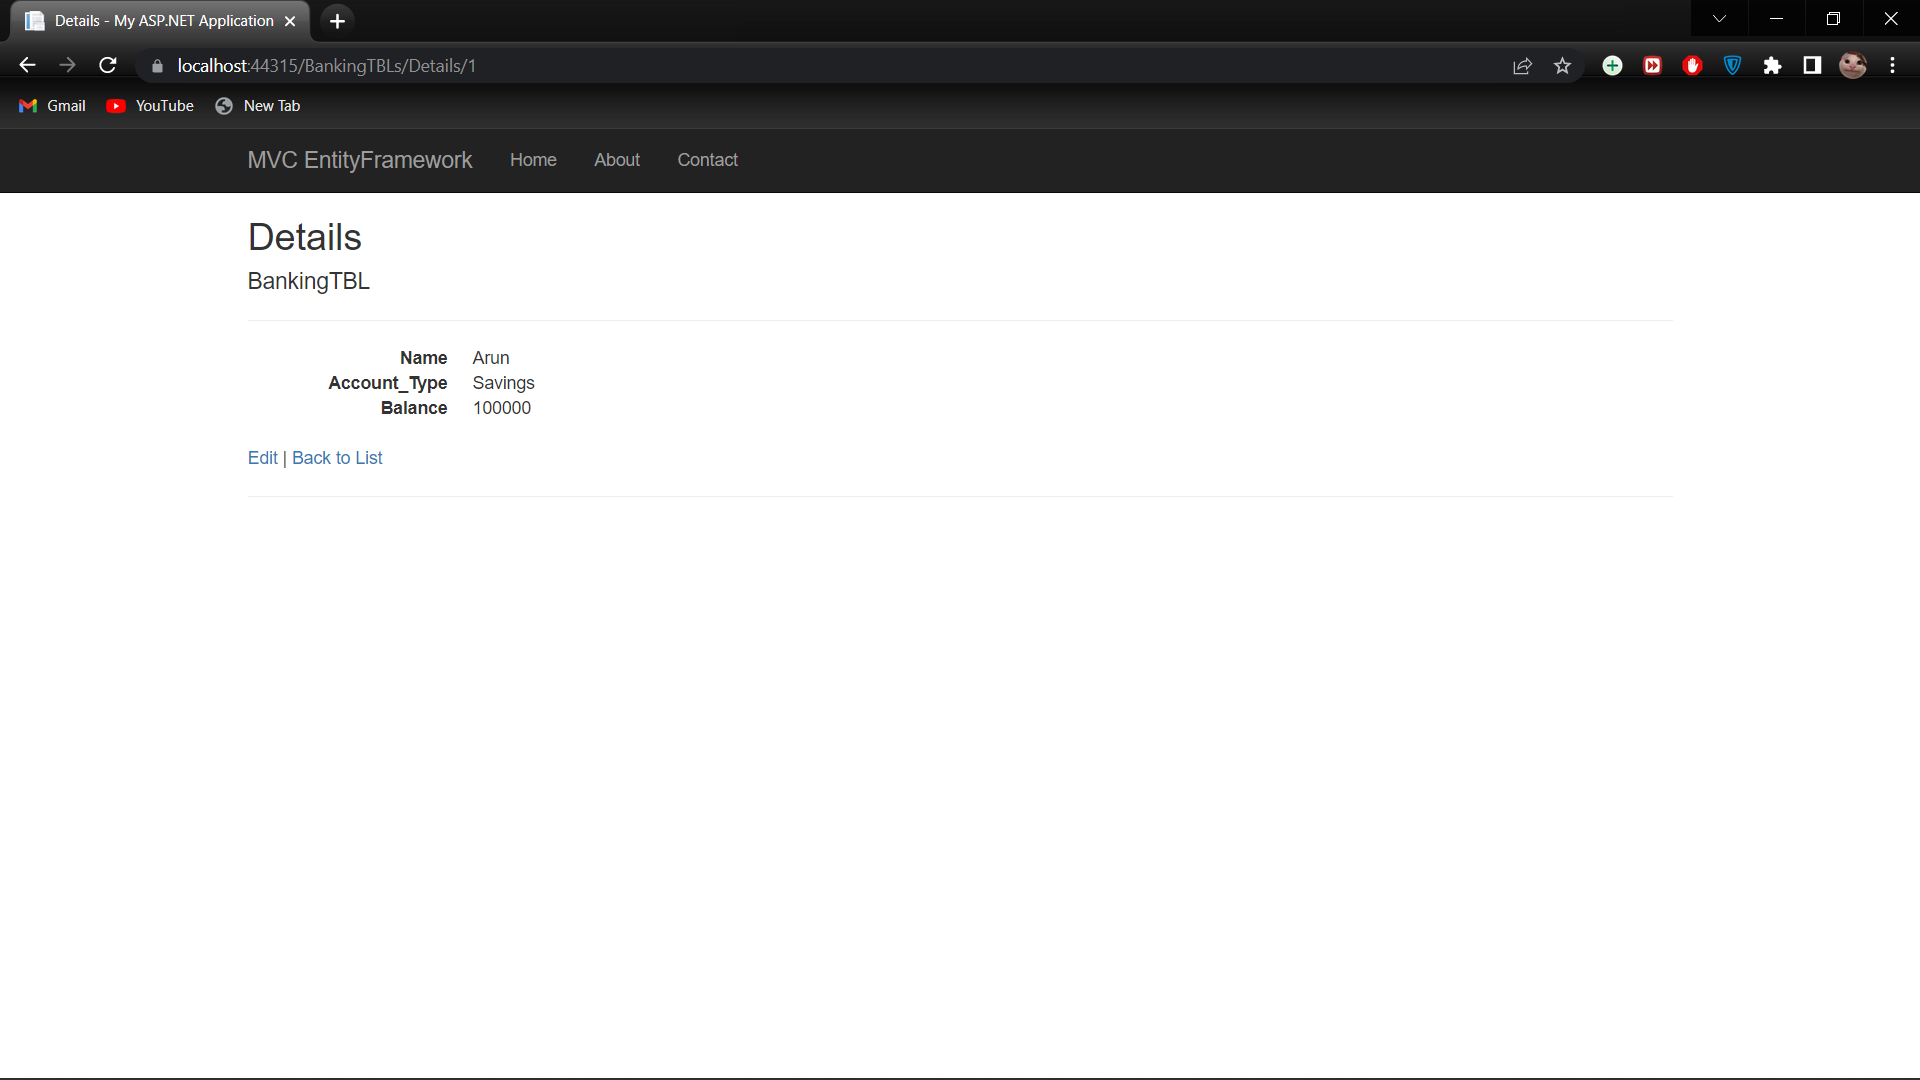 Details - My ASP.NET Application
localhost:44315/BankingTBLs/Details/1
Gmail YouTube New Tab
MVC EntityFramework Home About Contact
Details
BankingTBL
Name Arun
Account_Type Savings
Balance 100000
Edit | Back to List